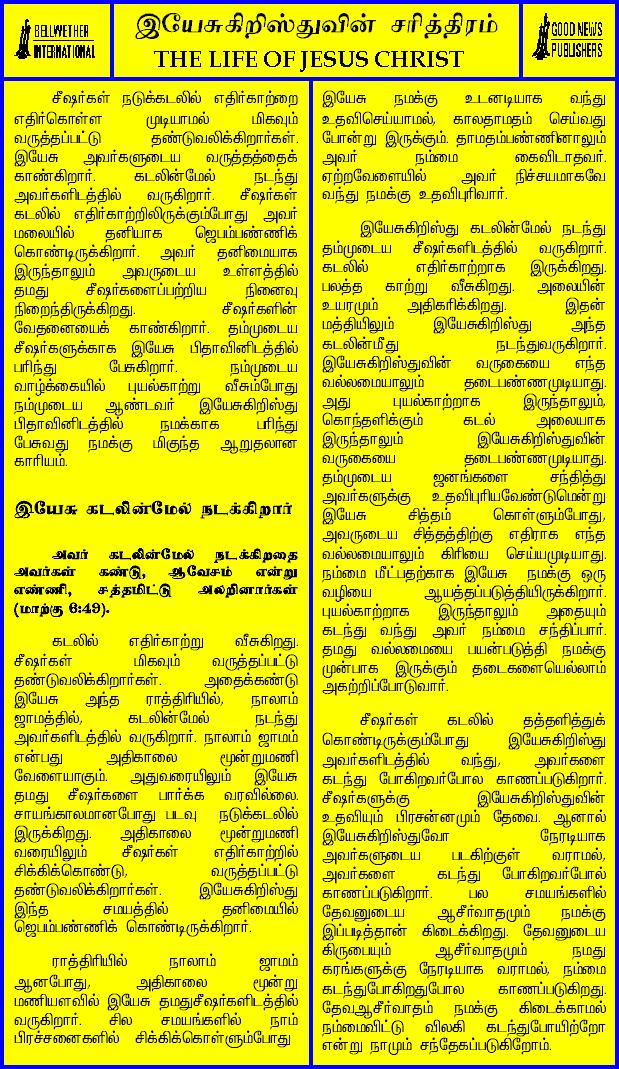 BELLWETHER
INTERNATIONAL
இயேசுகிறிஸ்துவின் சரித்திரம்
THE LIFE OF JESUS CHRIST
GOOD NEWS
PUBLISHERS
சீஷர்கள் நடுக்கடலில் எதிர்காற்றை
எதிர்கொள்ள முடியாமல் மிகவும்
வருத்தப்பட்டு தண்டுவலிக்கிறார்கள்.
இயேசு அவர்களுடைய வருத்தத்தைக்
காண்கிறார். கடலின்மேல் நடந்து
அவர்களிடத்தில் வருகிறார். சீஷர்கள்
கடலில் எதிர்காற்றிலிருக்கும்போது அவர்
மலையில் தனியாக ஜெபம்பண்ணிக்
கொண்டிருக்கிறார். அவர் தனிமையாக
இருந்தாலும் அவருடைய உள்ளத்தில்
தமது சீஷர்களைப்பற்றிய நினைவு
நிறைந்திருக்கிறது. சீஷர்களின்
வேதனையைக் காண்கிறார். தம்முடைய
சீஷர்களுக்காக இயேசு பிதாவினிடத்தில்
பரிந்து பேசுகிறார். நம்முடைய
வாழ்க்கையில் புயல்காற்று வீசும்போது
நம்முடைய ஆண்டவர் இயேசுகிறிஸ்து
பிதாவினிடத்தில் நமக்காக பரிந்து
பேசுவது நமக்கு மிகுந்த ஆறுதலான
காரியம்.
இயேசு கடலின்மேல் நடக்கிறார்
அவர் கடலின்மேல் நடக்கிறதை
அவர்கள் கண்டு, ஆவேசம் என்று
எண்ணி, சத்தமிட்டு அலறினார்கள்
(மாற்கு 6:49).
கடலில் எதிர்காற்று வீசுகிறது.
சீஷர்கள் மிகவும் வருத்தப்பட்டு
தண்டுவலிக்கிறார்கள். அதைக்கண்டு
இயேசு அந்த ராத்திரியில், நாலாம்
ஜாமத்தில், கடலின்மேல் நடந்து
அவர்களிடத்தில் வருகிறார். நாலாம் ஜாமம்
என்பது அதிகாலை மூன்றுமணி
வேளையாகும். அதுவரையிலும் இயேசு
தமது சீஷர்களை பார்க்க வரவில்லை.
சாயங்காலமானபோது படவு நடுக்கடலில்
இருக்கிறது. அதிகாலை மூன்றுமணி
வரையிலும் சீஷர்கள் எதிர்காற்றில்
சிக்கிக்கொண்டு, வருத்தப்பட்டு
தண்டுவலிக்கிறார்கள். இயேசுகிறிஸ்து
இந்த சமயத்தில் தனிமையில்
ஜெபம்பண்ணிக் கொண்டிருக்கிறார்.
ராத்திரியில் நாலாம் ஜாமம்
ஆனபோது, அதிகாலை மூன்று
மணியளவில் இயேசு தமதுசீஷர்களிடத்தில்
வருகிறார். சில சமயங்களில் நாம்
பிரச்சனைகளில் சிக்கிக்கொள்ளும்போது
இயேசு நமக்கு உடனடியாக வந்து
உதவிசெய்யாமல், காலதாமதம் செய்வது
போன்று இருக்கும். தாமதம்பண்ணினாலும்
அவர் நம்மை கைவிடாதவர்.
ஏற்றவேளையில் அவர் நிச்சயமாகவே
வந்து நமக்கு உதவிபுரிவார்.
இயேசுகிறிஸ்து கடலின்மேல் நடந்து
தம்முடைய சீஷர்களிடத்தில் வருகிறார்.
கடலில் எதிர்காற்றாக இருக்கிறது.
பலத்த காற்று வீசுகிறது. அலையின்
உயரமும் அதிகரிக்கிறது. இதன்
மத்தியிலும் இயேசுகிறிஸ்து அந்த
கடலின்மீது நடந்துவருகிறார்.
இயேசுகிறிஸ்துவின் வருகையை எந்த
வல்லமையாலும் தடைபண்ணமுடியாது.
அது புயல்காற்றாக இருந்தாலும்,
கொந்தளிக்கும் கடல் அலையாக
இருந்தாலும் இயேசுகிறிஸ்துவின்
வருகையை தடைபண்ணமுடியாது.
தம்முடைய ஜனங்களை சந்தித்து
அவர்களுக்கு உதவிபுரியவேண்டுமென்று
இயேசு சித்தம் கொள்ளும்போது,
அவருடைய சித்தத்திற்கு எதிராக எந்த
வல்லமையாலும் கிரியை செய்யமுடியாது.
நம்மை மீட்பதற்காக இயேசு நமக்கு ஒரு
வழியை ஆயத்தப்படுத்தியிருக்கிறார்.
புயல்காற்றாக இருந்தாலும் அதையும்
கடந்து வந்து அவர் நம்மை சந்திப்பார்.
தமது வல்லமையை பயன்படுத்தி நமக்கு
முன்பாக இருக்கும் தடைகளையெல்லாம்
அகற்றிப்போடுவார்.
சீஷர்கள் கடலில் தத்தளித்துக்
கொண்டிருக்கும்போது இயேசுகிறிஸ்து
அவர்களிடத்தில் வந்து, அவர்களை
கடந்து போகிறவர்போல காணப்படுகிறார்.
சீஷர்களுக்கு இயேசுகிறிஸ்துவின்
உதவியும் பிரசன்னமும் தேவை. ஆனால்
இயேசுகிறிஸ்துவோ நேரடியாக
அவர்களுடைய படகிற்குள் வராமல்,
அவர்களை கடந்து போகிறவர்போல்
காணப்படுகிறார். பல சமயங்களில்
தேவனுடைய ஆசீர்வாதமும் நமக்கு
இப்படித்தான் கிடைக்கிறது. தேவனுடைய
கிருபையும் ஆசீர்வாதமும் நமது
கரங்களுக்கு நேரடியாக வராமல், நம்மை
கடந்துபோகிறதுபோல காணப்படுகிறது.
தேவஆசீர்வாதம் நமக்கு கிடைக்காமல்
நம்மைவிட்டு விலகி கடந்துபோயிற்றோ
என்று நாமும் சந்தேகப்படுகிறோம்.